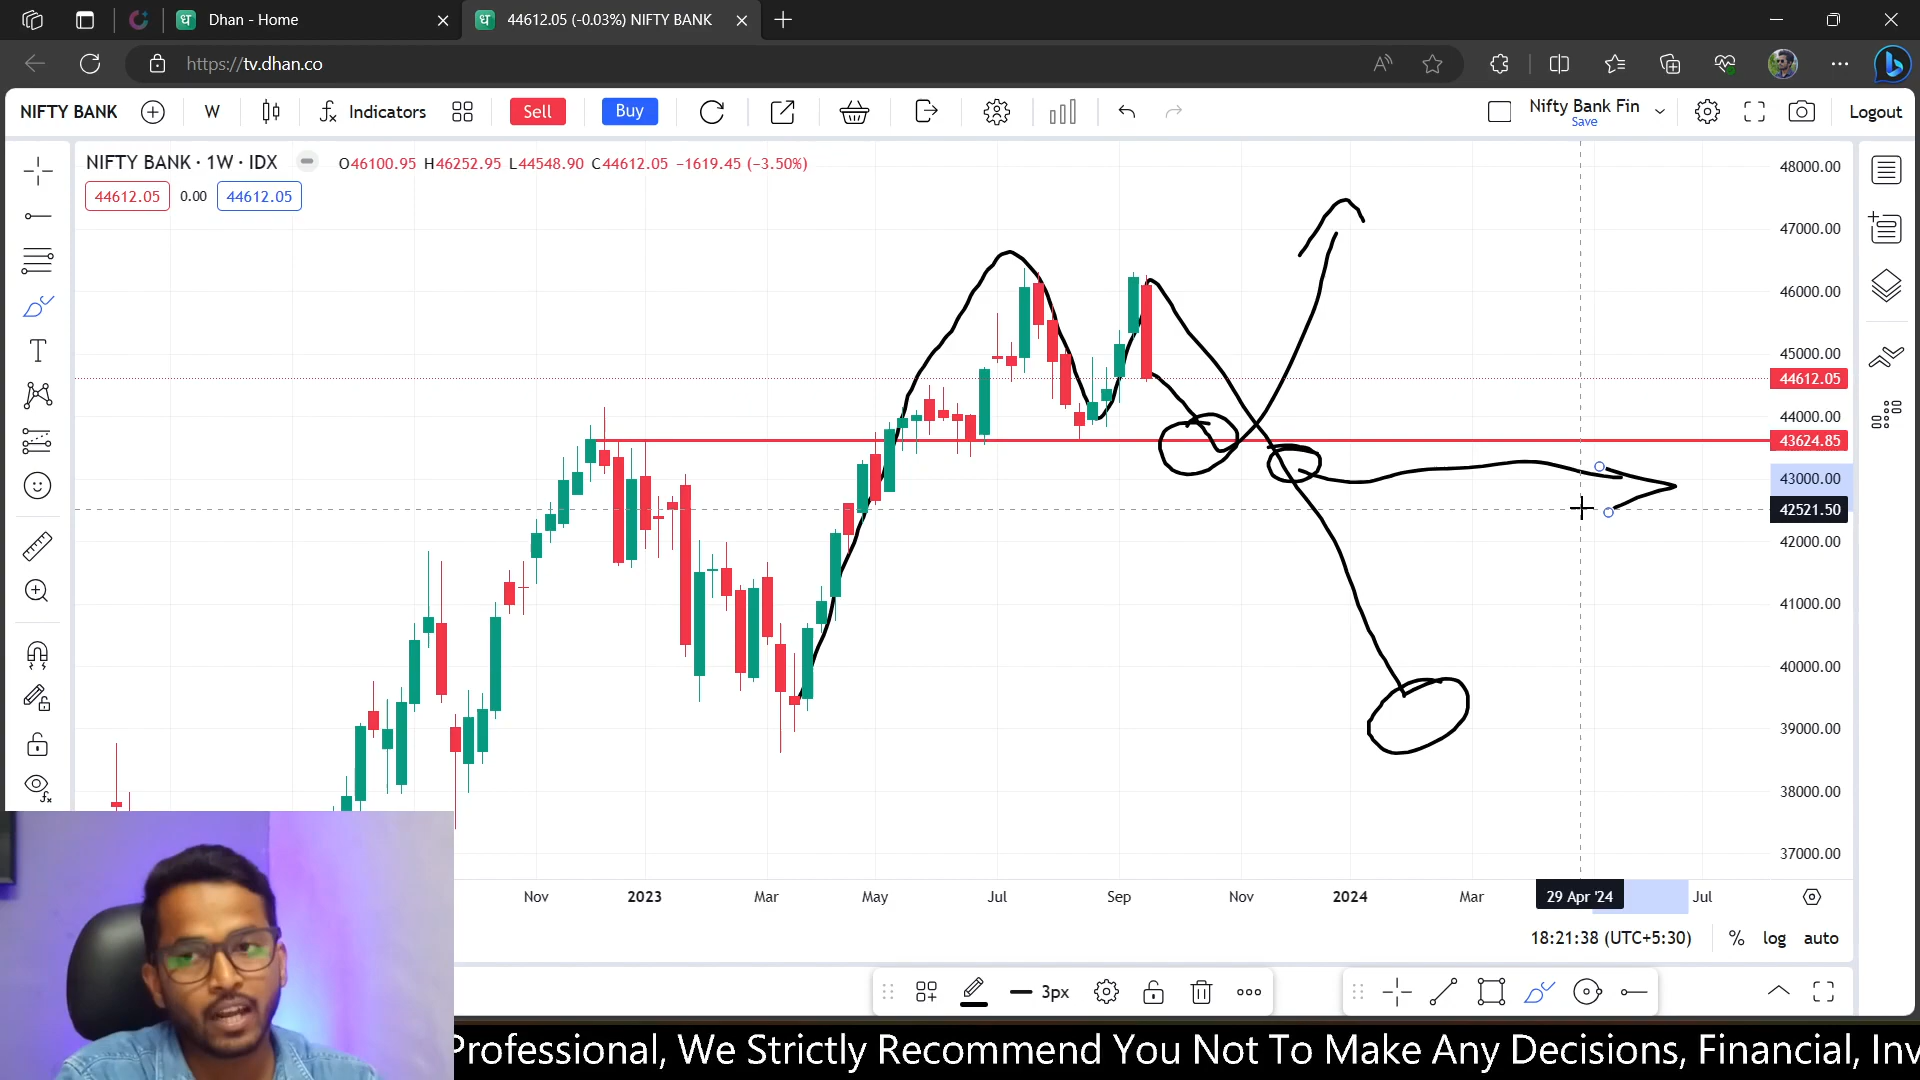 Dhan - Home
44612.05 (-0.03%) NIFTY BANK
https://tv.dhan.co
NIFTY BANK
W
Indicators
Sell
Buy
Nifty Bank Fin
Save
Logout
NIFTY BANK · 1W · IDX
O46100.95 H46252.95 L44548.90 C44612.05 −1619.45 (−3.50%)
44612.05
0.00
44612.05
48000.00
47000.00
46000.00
45000.00
44612.05
44000.00
43624.85
43000.00
42521.50
42000.00
41000.00
40000.00
39000.00
38000.00
37000.00
Nov
2023
Mar
May
Jul
Sep
Nov
2024
Mar
29 Apr '24
Jul
18:21:38 (UTC+5:30)
%
log
auto
3px
Professional, We Strictly Recommend You Not To Make Any Decisions, Financial, Inv